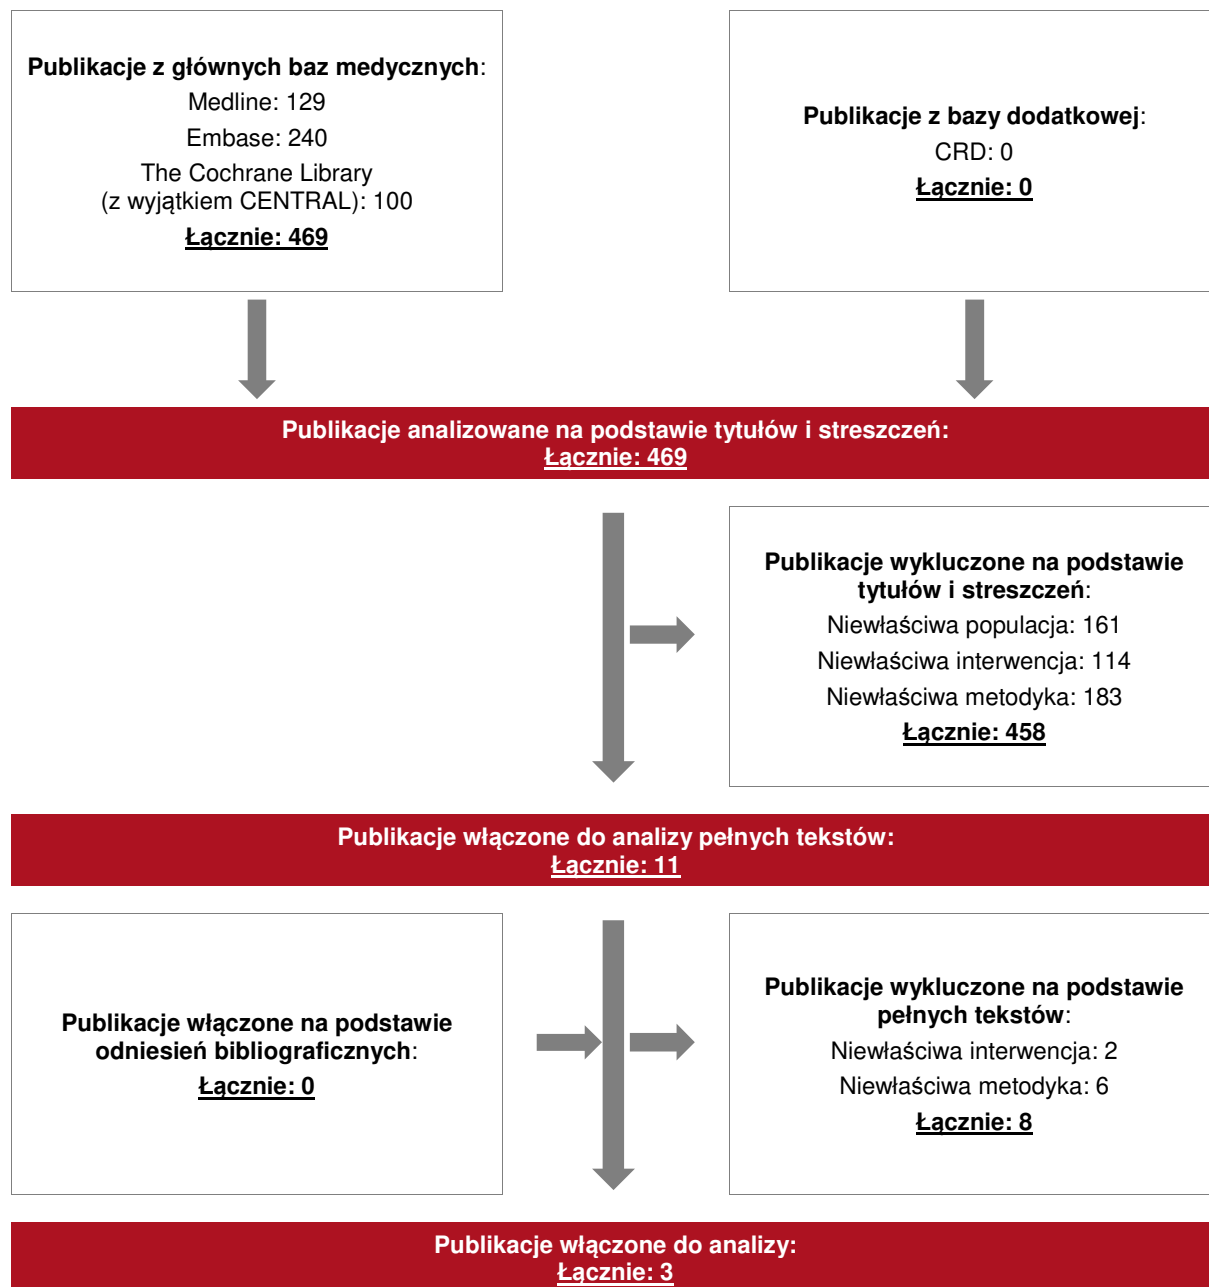 Publikacje z głównych baz medycznych:
Medline: 129
Embase: 240
The Cochrane Library
(z wyjątkiem CENTRAL): 100
Łącznie: 469
Publikacje z bazy dodatkowej:
CRD: 0
Łącznie: 0
Publikacje analizowane na podstawie tytułów i streszczeń:
Łącznie: 469
Publikacje wykluczone na podstawie
tytułów i streszczeń:
Niewłaściwa populacja: 161
Niewłaściwa interwencja: 114
Niewłaściwa metodyka: 183
Łącznie: 458
Publikacje włączone do analizy pełnych tekstów:
Łącznie: 11
Publikacje włączone na podstawie
odniesień bibliograficznych:
Łącznie: 0
Publikacje wykluczone na podstawie
pełnych tekstów:
Niewłaściwa interwencja: 2
Niewłaściwa metodyka: 6
Łącznie: 8
Publikacje włączone do analizy:
Łącznie: 3